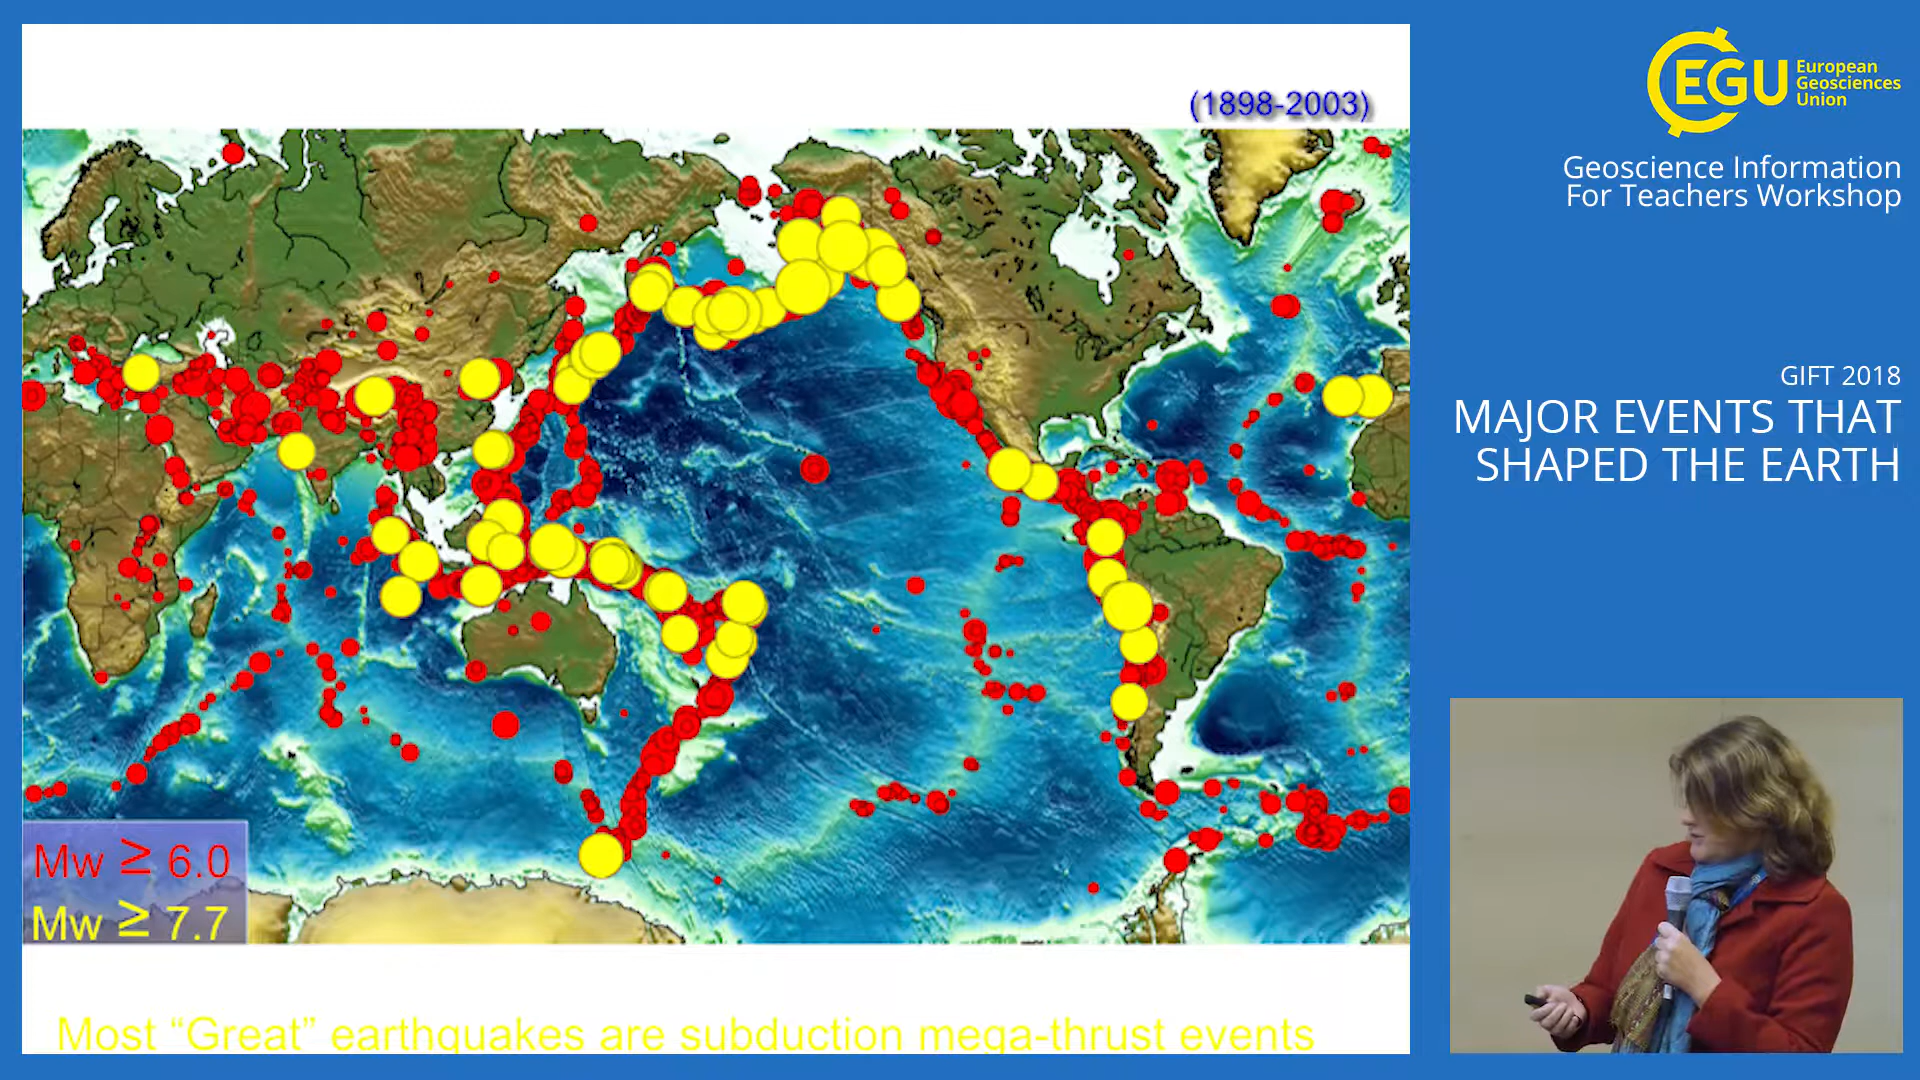 (1898-2003)
Mw ≥ 6.0
Mw ≥ 7.7
Most “Great” earthquakes are subduction mega-thrust events
EGU
European
Geosciences
Union
Geoscience Information
For Teachers Workshop
GIFT 2018
MAJOR EVENTS THAT
SHAPED THE EARTH